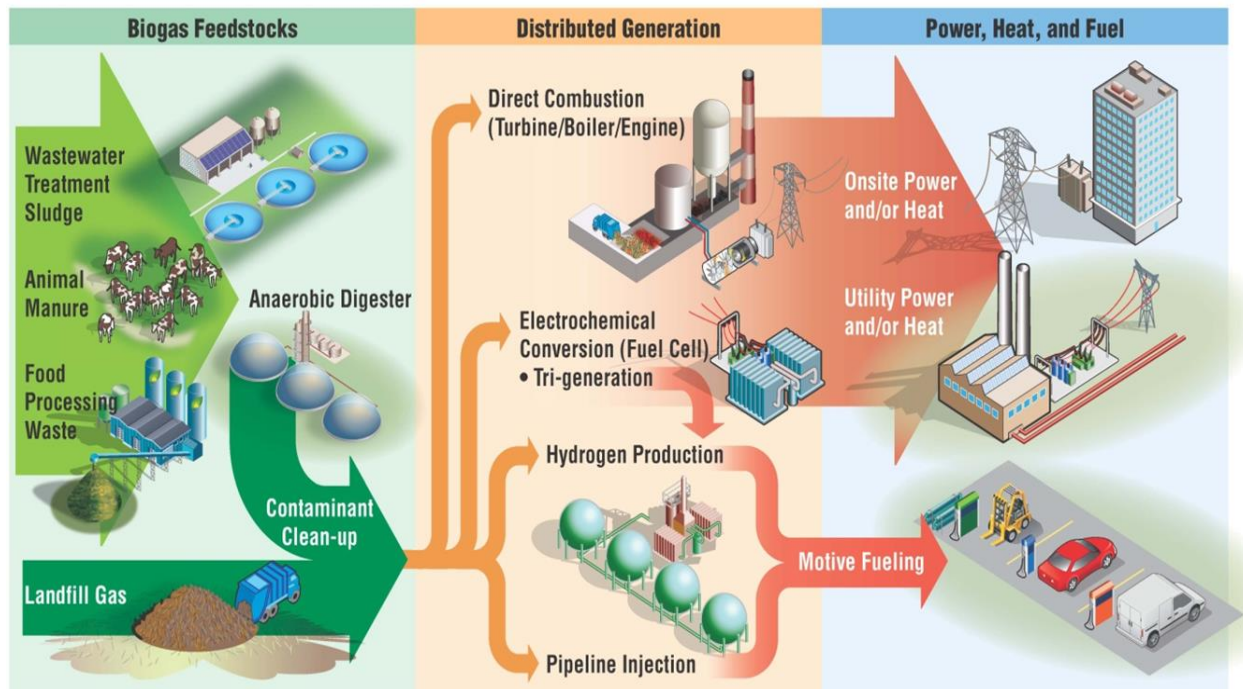 Biogas Feedstocks
Distributed Generation
Power, Heat, and Fuel
Wastewater
Treatment
Sludge
Animal
Manure
Food
Processing
Waste
Anaerobic Digester
Contaminant
Clean-up
Landfill Gas
Direct Combustion
(Turbine/Boiler/Engine)
Electrochemical
Conversion (Fuel Cell)
• Tri-generation
Hydrogen Production
Pipeline Injection
Onsite Power
and/or Heat
Utility Power
and/or Heat
Motive Fueling